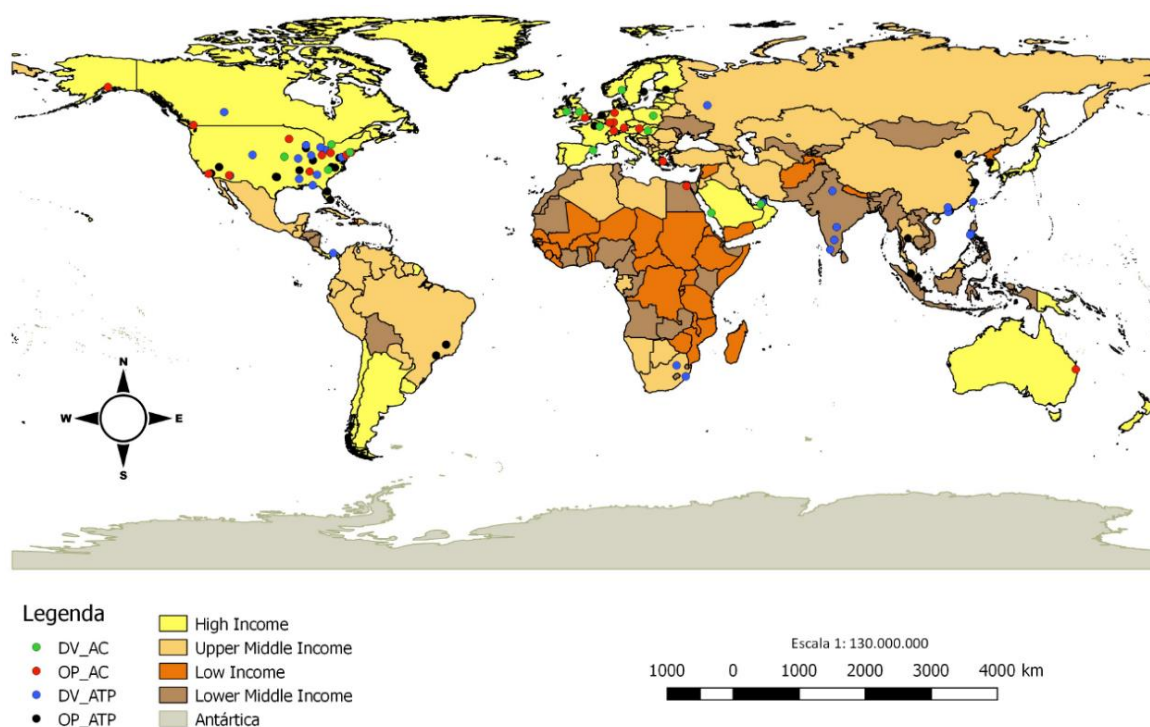 N
W E
S
Legenda
DV_AC
OP_AC
DV_ATP
OP_ATP
High Income
Upper Middle Income
Low Income
Lower Middle Income
Antártica
Escala 1: 130.000.000
1000 0 1000 2000 3000 4000 km